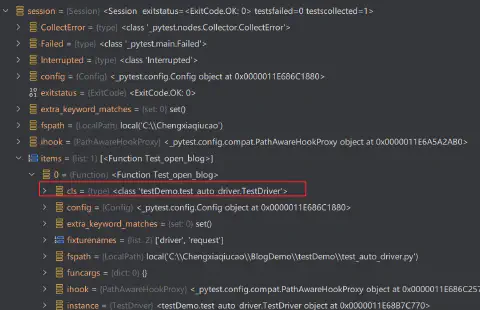 session = {Session} <Session exitstatus=<ExitCode.OK: 0> testsfailed=0 testscollected=1>
CollectError = {type} <class '_pytest.nodes.Collector.CollectError'>
Failed = {type} <class '_pytest.main.Failed'>
Interrupted = {type} <class 'Interrupted'>
config = {Config} <_pytest.config.Config object at 0x0000011E686C1880>
exitstatus = {ExitCode} <ExitCode.OK: 0>
extra_keyword_matches = {set: 0} set()
fspath = {LocalPath} local('C:\\Chengxiaqiucao')
ihook = {PathAwareHookProxy} <_pytest.config.compat.PathAwareHookProxy object at 0x0000011E6A5A2AB0>
items = {list: 1} [<Function Test_open_blog>]
0 = {Function} <Function Test_open_blog>
cls = {type} <class 'testDemo.test_auto_driver.TestDriver'>
config = {Config} <_pytest.config.Config object at 0x0000011E686C1880>
extra_keyword_matches = {set: 0} set()
fixturenames = {list: 2} ['driver', 'request']
fspath = {LocalPath} local('C:\\Chengxiaqiucao\\BlogDemo\\testDemo\\test_auto_driver.py')
funcargs = {dict: 0} {}
ihook = {PathAwareHookProxy} <_pytest.config.compat.PathAwareHookProxy object at 0x0000011E686C257
instance = {TestDriver} <testDemo.test_auto_driver.TestDriver object at 0x0000011E68B7C770>